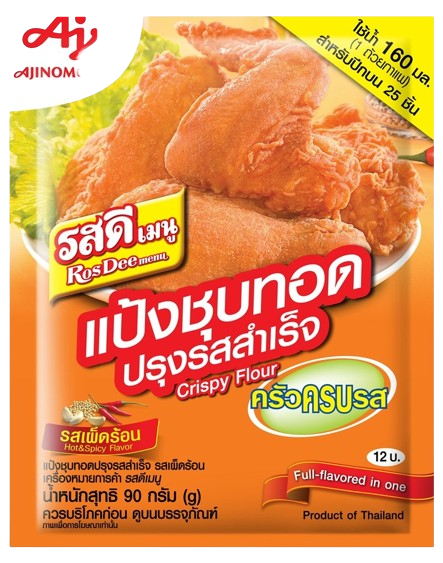 Aj
AJINOM
ใช้น้ำ 160 มล.
(1 ถ้วยกาแฟ)
สำหรับปีกบน 25 ชิ้น
รสดี เมนู
RosDee menu
แป้งชุบทอด
ปรุงรสสำเร็จ
Crispy Flour
ครัวครบรส
รสเผ็ดร้อน
Hot&Spicy Flavor
12 บ.
แป้งชุบทอดปรุงรสสำเร็จ รสเผ็ดร้อน
เครื่องหมายการค้า รสดีเมนู
น้ำหนักสุทธิ 90 กรัม (g)
ควรบริโภคก่อน ดูบนบรรจุภัณฑ์
ภาพเพื่อการโฆษณาเท่านั้น
Full-flavored in one
Product of Thailand